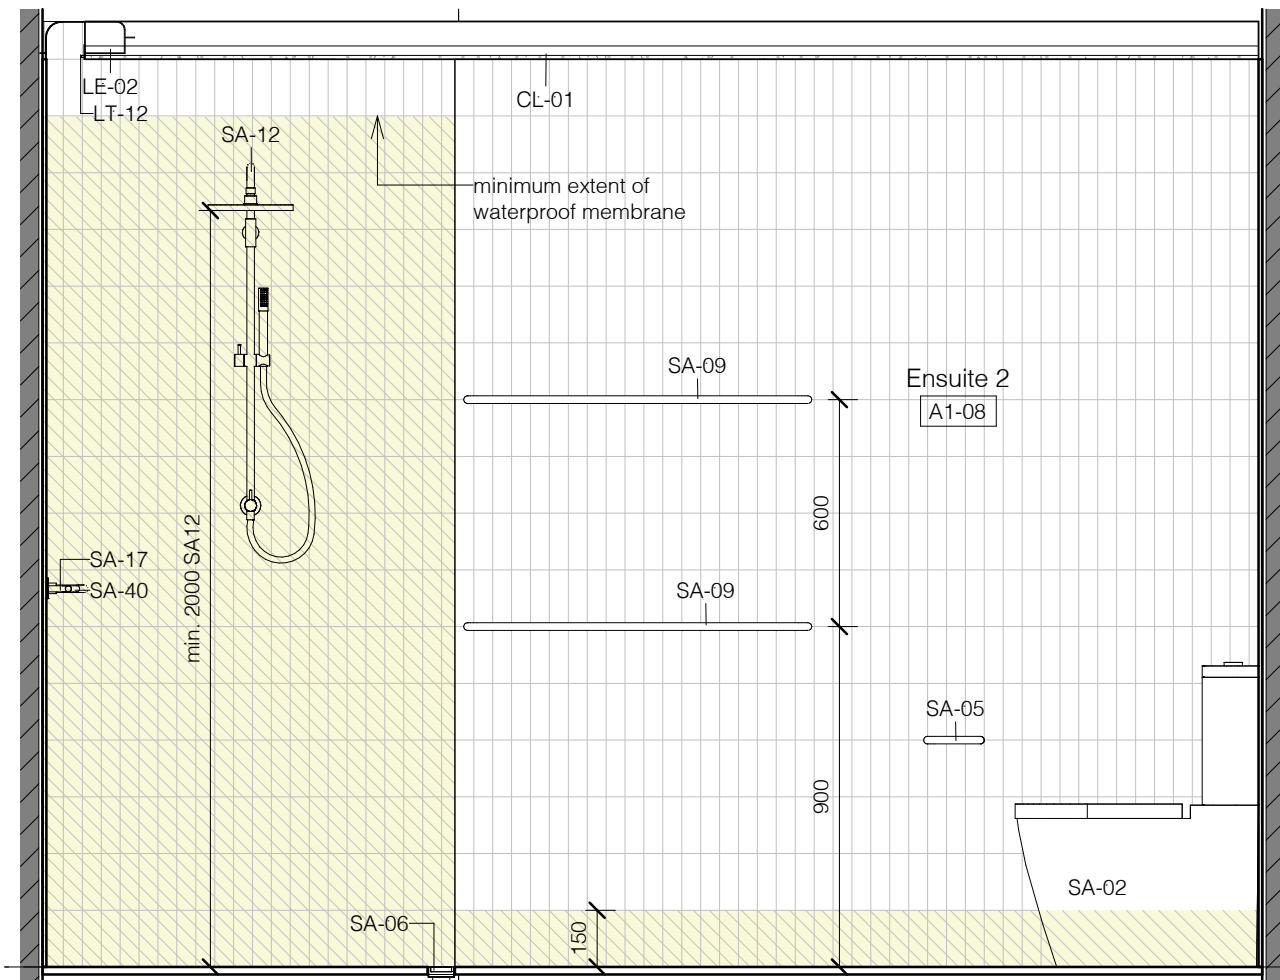 LE-02
LT-12
CL-01
SA-12
minimum extent of
waterproof membrane
SA-09
Ensuite 2
A1-08
600
min. 2000 SA12
SA-17
SA-40
SA-09
SA-05
900
SA-02
SA-06
150